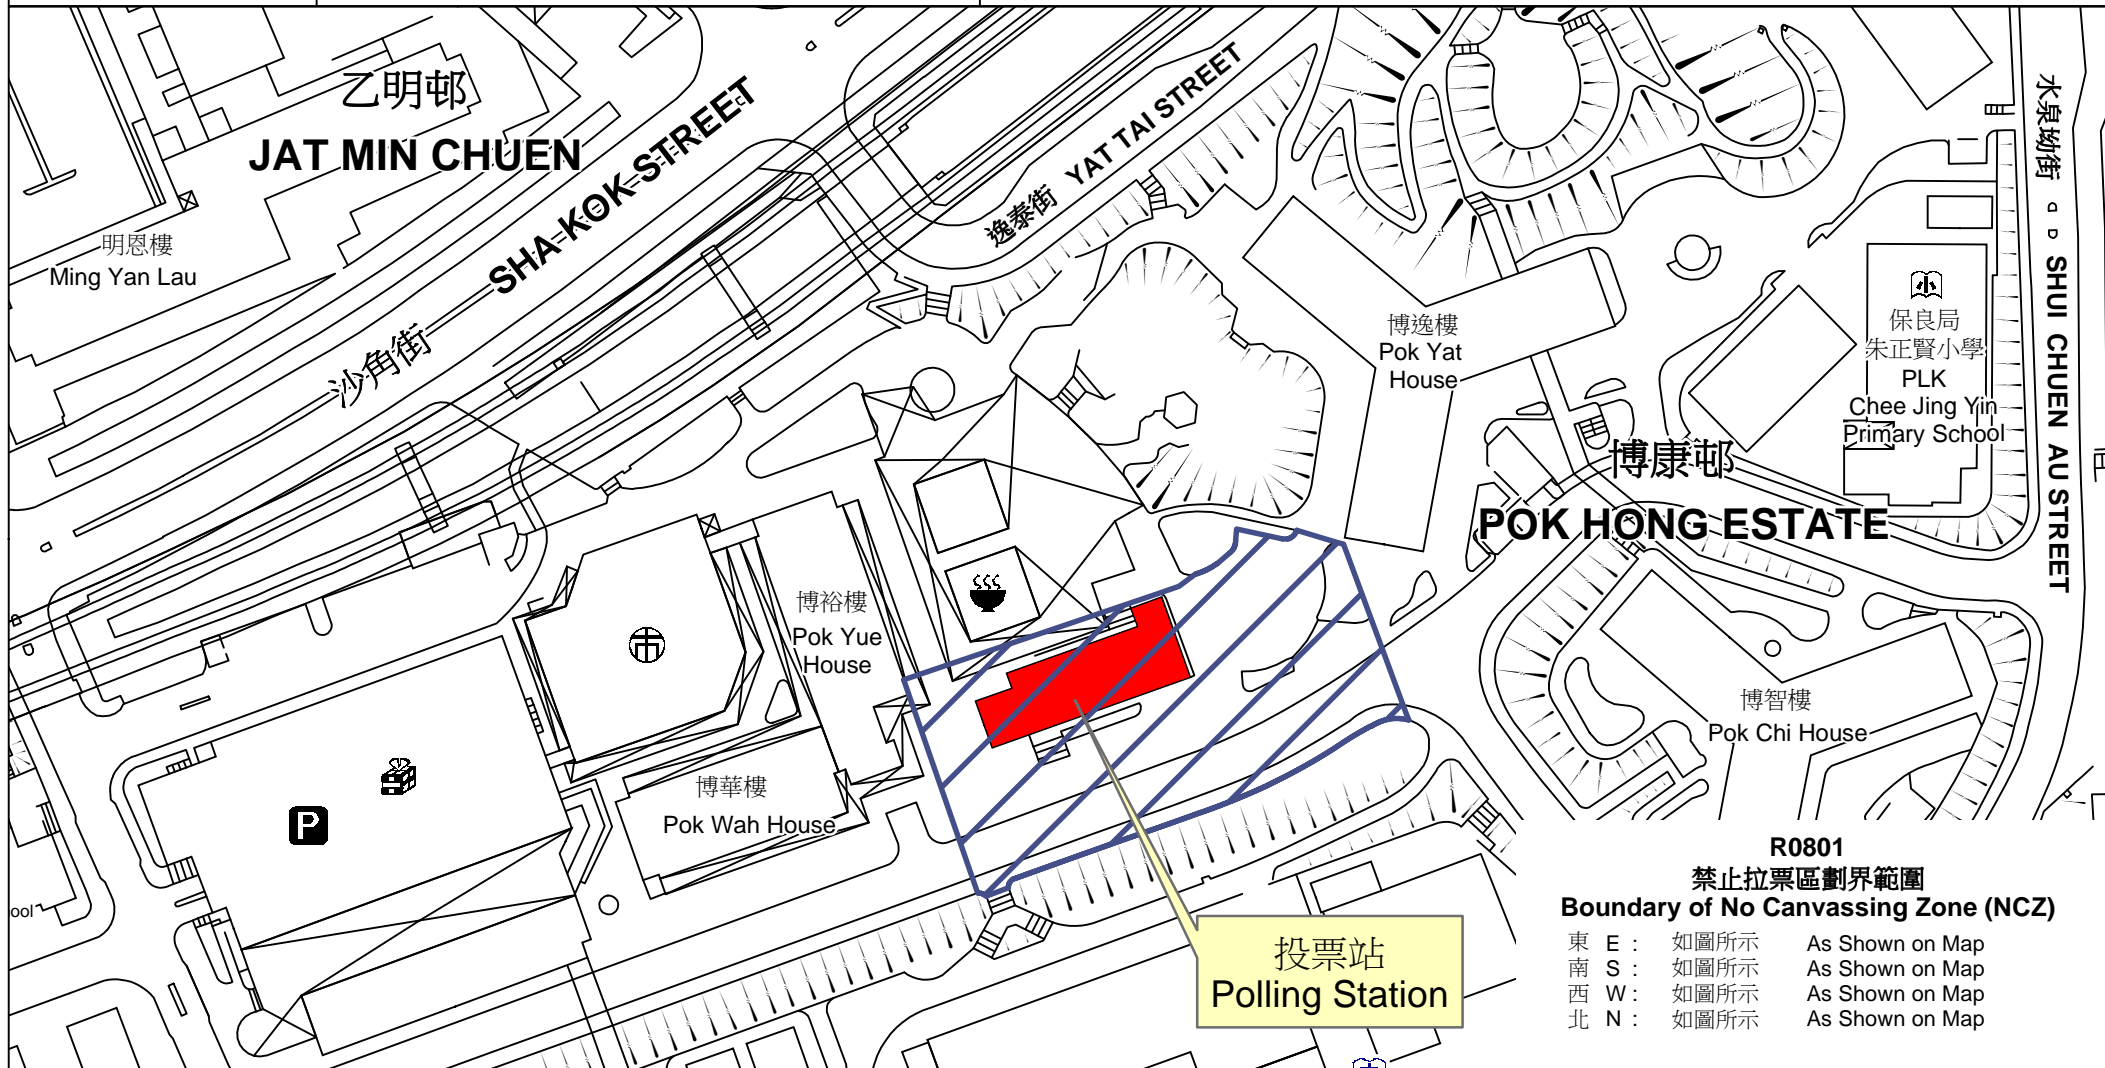 乙明邨
JAT MIN CHUEN
明恩樓
Ming Yan Lau
沙角街
SHA KOK STREET
逸泰街 YAT TAI STREET
水泉坳街
SHUI CHUEN AU STREET
小
保良局
朱正賢小學
PLK
Chee Jing Yin
Primary School
博逸樓
Pok Yat
House
博康邨
POK HONG ESTATE
博裕樓
Pok Yue
House
市
博智樓
Pok Chi House
博華樓
Pok Wah House
P
ool
投票站
Polling Station
R0801
禁止拉票區劃界範圍
Boundary of No Canvassing Zone (NCZ)
東 E : 如圖所示 As Shown on Map
南 S : 如圖所示 As Shown on Map
西 W : 如圖所示 As Shown on Map
北 N : 如圖所示 As Shown on Map